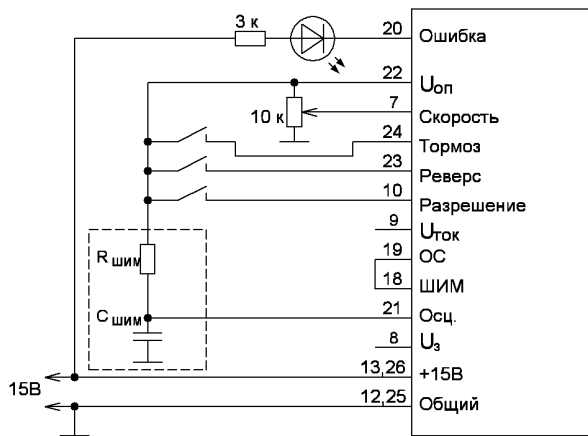 3 к
20
Ошибка
22
Uоп
10 к
7
Скорость
24
Тормоз
23
Реверс
10
Разрешение
9
Uток
19
ОС
R шим
18
ШИМ
C шим
21
Осц.
8
Uз
13,26
+15В
15В
12,25
Общий